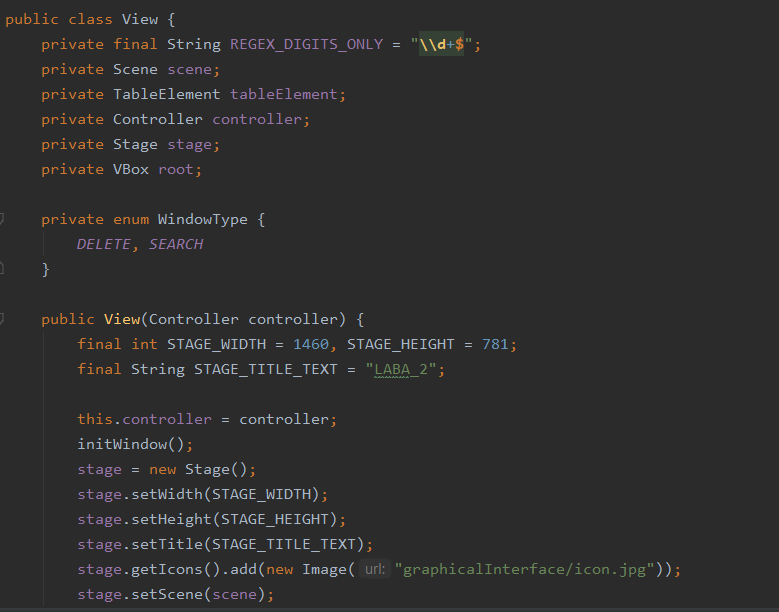 public class View {
    private final String REGEX_DIGITS_ONLY = "\\d+$";
    private Scene scene;
    private TableElement tableElement;
    private Controller controller;
    private Stage stage;
    private VBox root;

    private enum WindowType {
        DELETE, SEARCH
    }

    public View(Controller controller) {
        final int STAGE_WIDTH = 1460, STAGE_HEIGHT = 781;
        final String STAGE_TITLE_TEXT = "LABA_2";

        this.controller = controller;
        initWindow();
        stage = new Stage();
        stage.setWidth(STAGE_WIDTH);
        stage.setHeight(STAGE_HEIGHT);
        stage.setTitle(STAGE_TITLE_TEXT);
        stage.getIcons().add(new Image( url: "graphicalInterface/icon.jpg"));
        stage.setScene(scene);